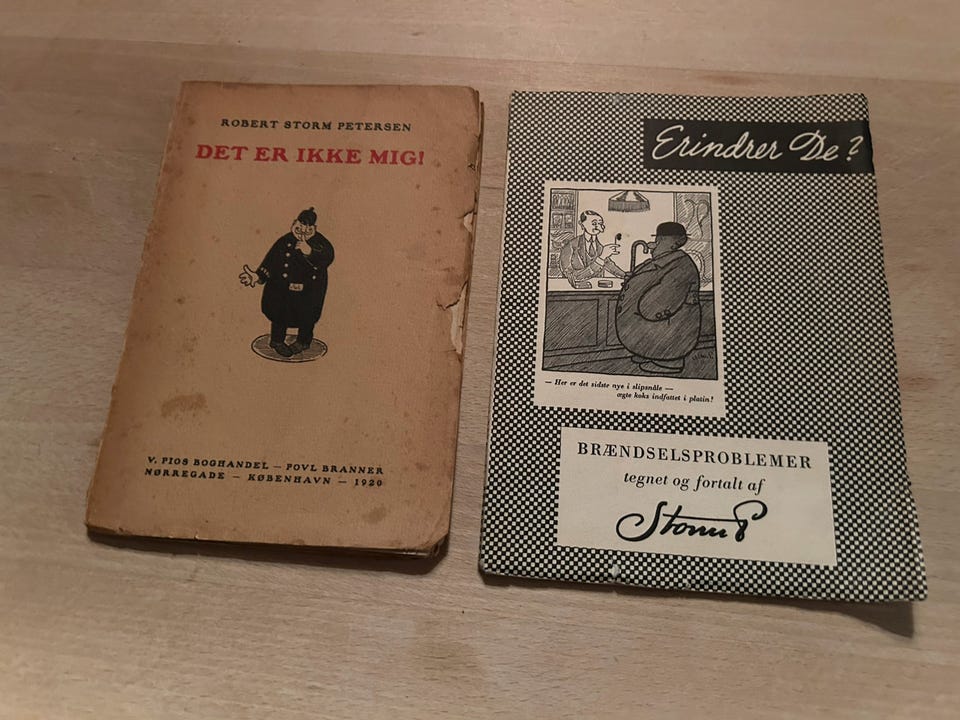 ROBERT STORM PETERSEN
DET ER IKKE MIG!
V. PIOS BOGHANDEL — POVL BRANNER
NØRREGADE — KØBENHAVN — 1920
Erindrer De?
— Her er det sidste nye i slipsnåle —
ægte koks indfattet i platin!
BRÆNDSELSPROBLEMER
tegnet og fortalt af
Storm P